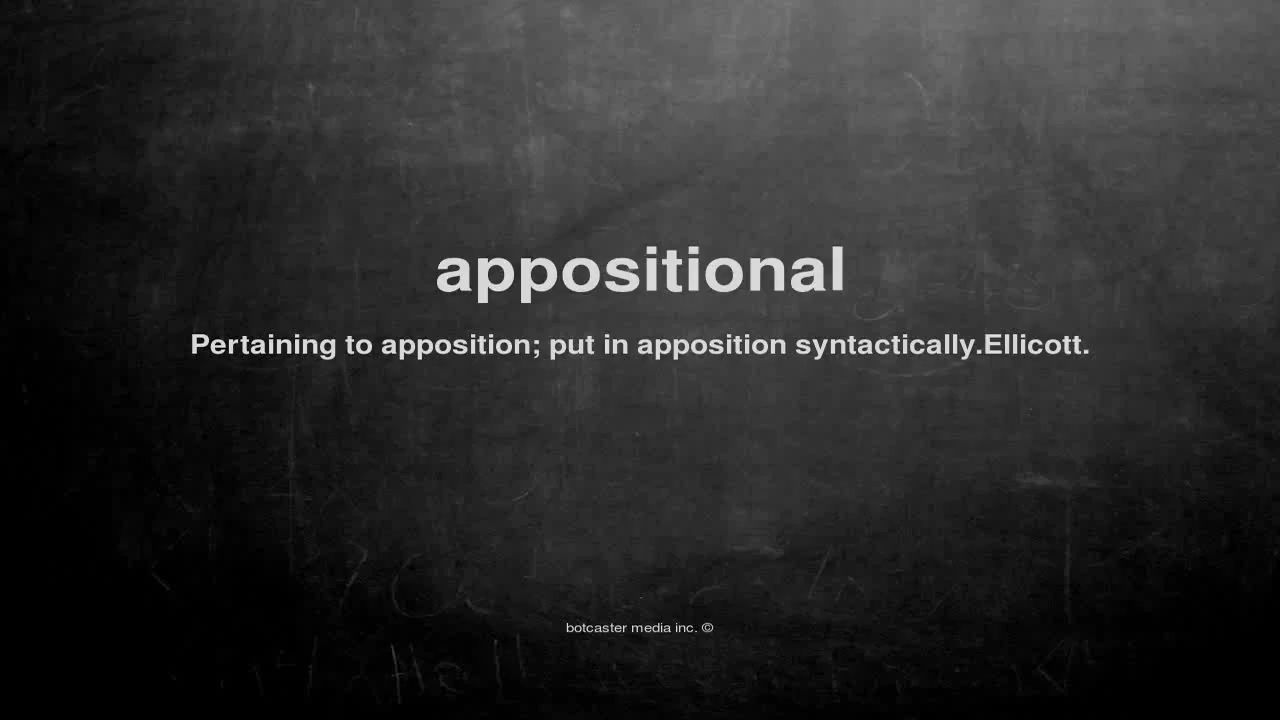 appositional
Pertaining to apposition; put in apposition syntactically.Ellicott.
botcaster media inc. ©